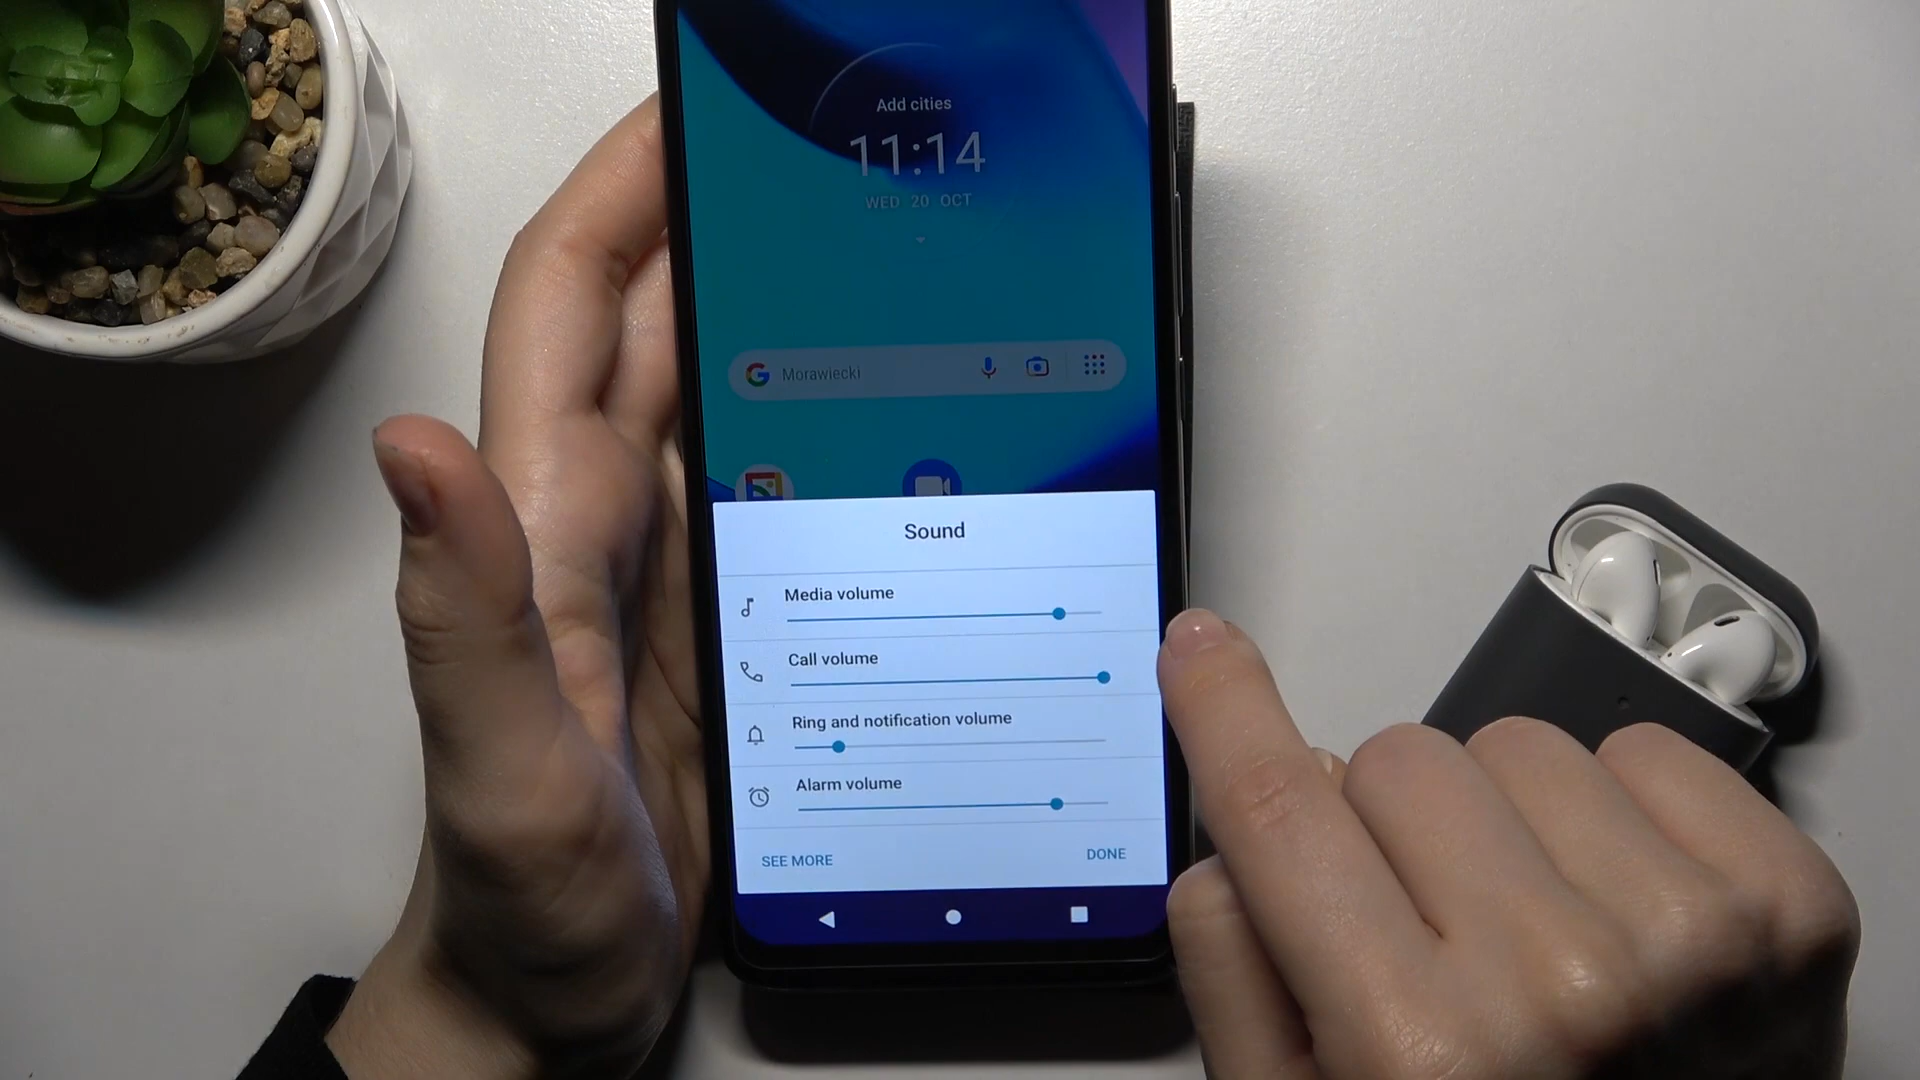 Add cities
11:14
WED 20 OCT
Morawiecki
Sound
Media volume
Call volume
Ring and notification volume
Alarm volume
SEE MORE
DONE